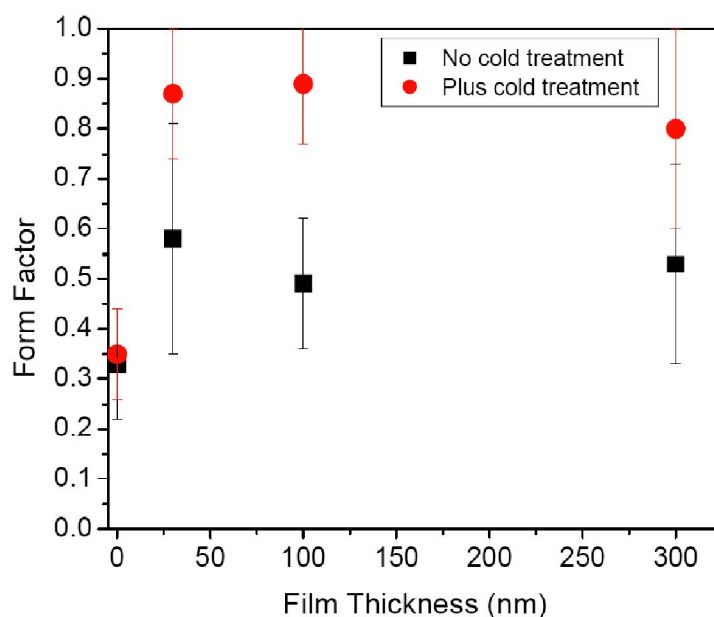 1.0
0.9
0.8
0.7
0.6
0.5
0.4
0.3
0.2
0.1
0.0
Form Factor
No cold treatment
Plus cold treatment
0 50 100 150 200 250 300
Film Thickness (nm)